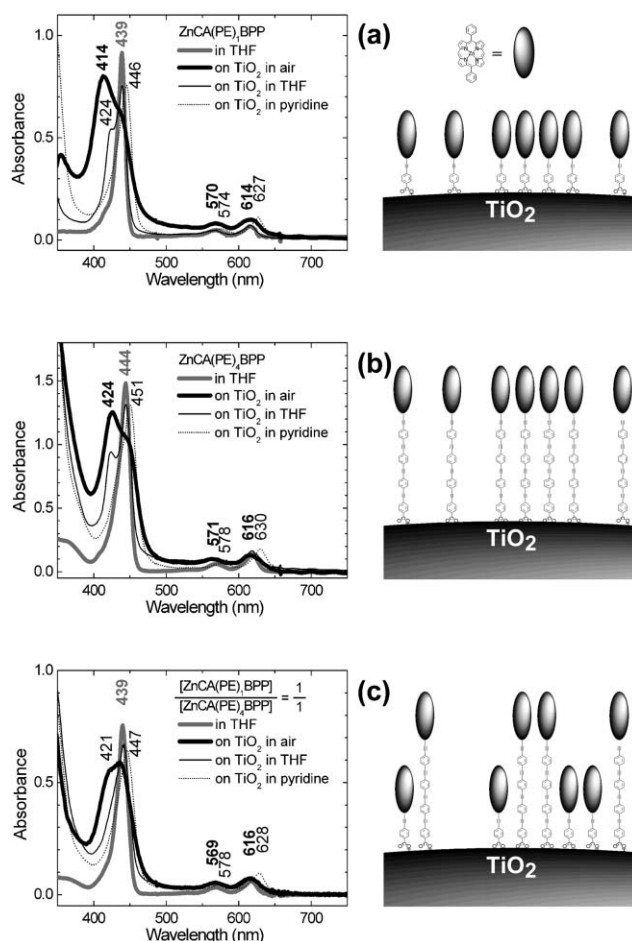 (a)
ZnCA(PE)₁BPP
in THF
on TiO₂ in air
on TiO₂ in THF
on TiO₂ in pyridine
414
424
439
446
570
574
614
627
1.0
0.5
0.0
Absorbance
400 500 600 700
Wavelength (nm)
=
TiO₂
(b)
ZnCA(PE)₄BPP
in THF
on TiO₂ in air
on TiO₂ in THF
on TiO₂ in pyridine
424
444
451
571
578
616
630
1.5
1.0
0.5
0.0
Absorbance
400 500 600 700
Wavelength (nm)
TiO₂
(c)
[ZnCA(PE)₁BPP] 1
= 
[ZnCA(PE)₄BPP] 1
in THF
on TiO₂ in air
on TiO₂ in THF
on TiO₂ in pyridine
421
439
447
569
578
616
628
1.0
0.5
0.0
Absorbance
400 500 600 700
Wavelength (nm)
TiO₂